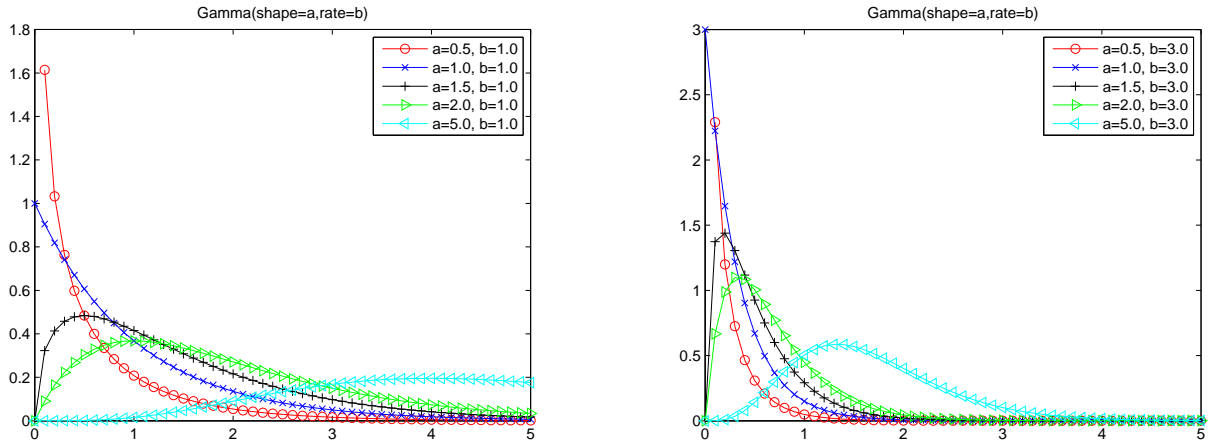 Gamma(shape=a,rate=b)
1.8
1.6
1.4
1.2
1
0.8
0.6
0.4
0.2
0
0 1 2 3 4 5
a=0.5, b=1.0
a=1.0, b=1.0
a=1.5, b=1.0
a=2.0, b=1.0
a=5.0, b=1.0
Gamma(shape=a,rate=b)
3
2.5
2
1.5
1
0.5
0
0 1 2 3 4 5
a=0.5, b=3.0
a=1.0, b=3.0
a=1.5, b=3.0
a=2.0, b=3.0
a=5.0, b=3.0